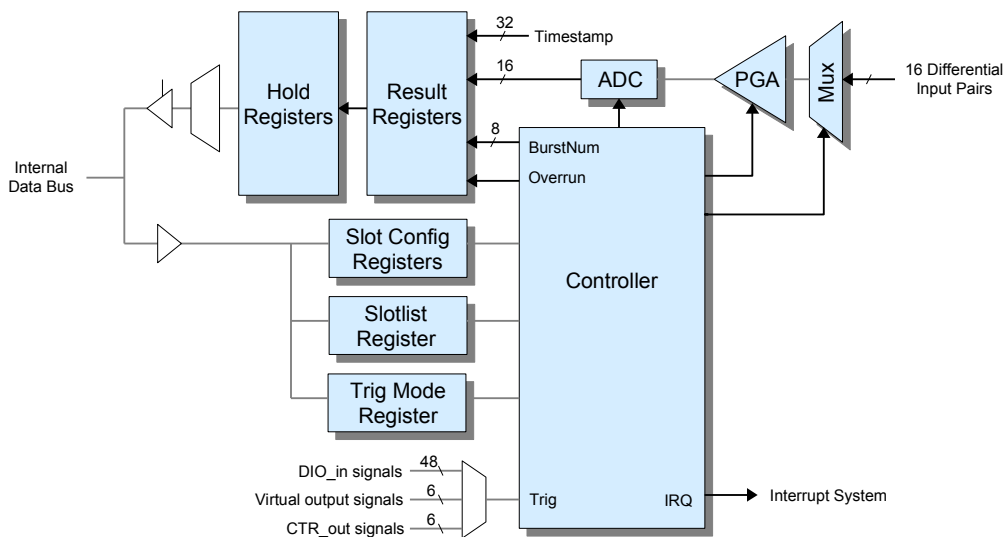 32
Timestamp
16
ADC
PGA
Mux
16 Differential
Input Pairs
Hold
Registers
Result
Registers
8
BurstNum
Overrun
Internal
Data Bus
Slot Config
Registers
Controller
Slotlist
Register
Trig Mode
Register
DIO_in signals
48
Virtual output signals
6
CTR_out signals
6
Trig
IRQ
Interrupt System